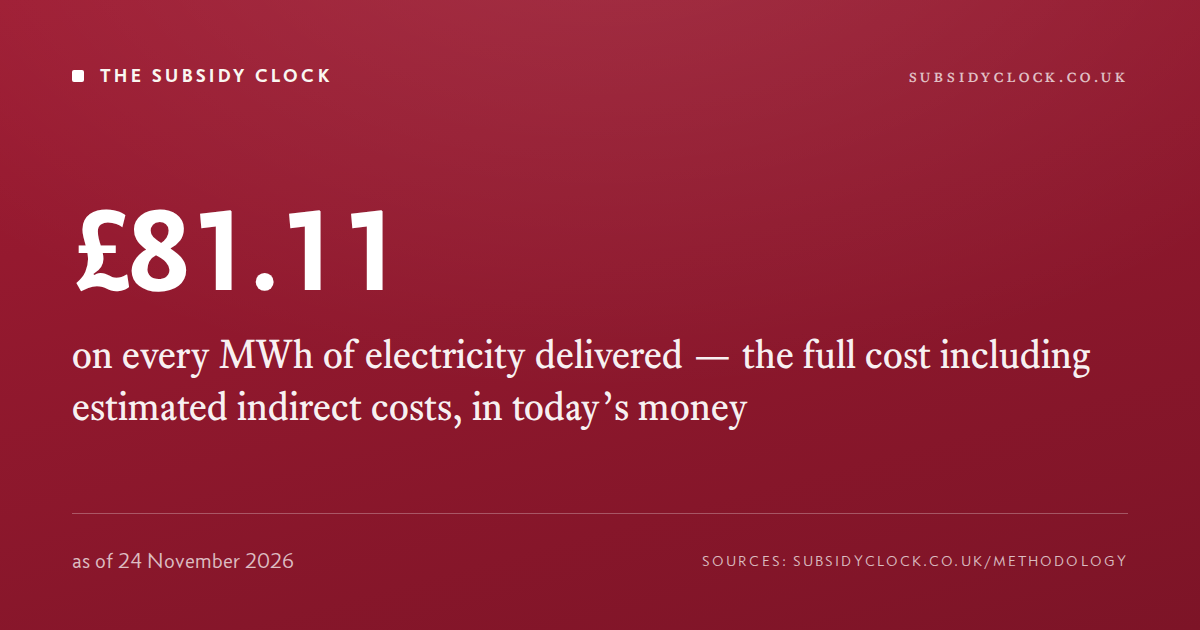 THE SUBSIDY CLOCK
SUBSIDYCLOCK.CO.UK
£81.11
on every MWh of electricity delivered — the full cost including
estimated indirect costs, in today’s money
as of 24 November 2026
SOURCES: SUBSIDYCLOCK.CO.UK/METHODOLOGY